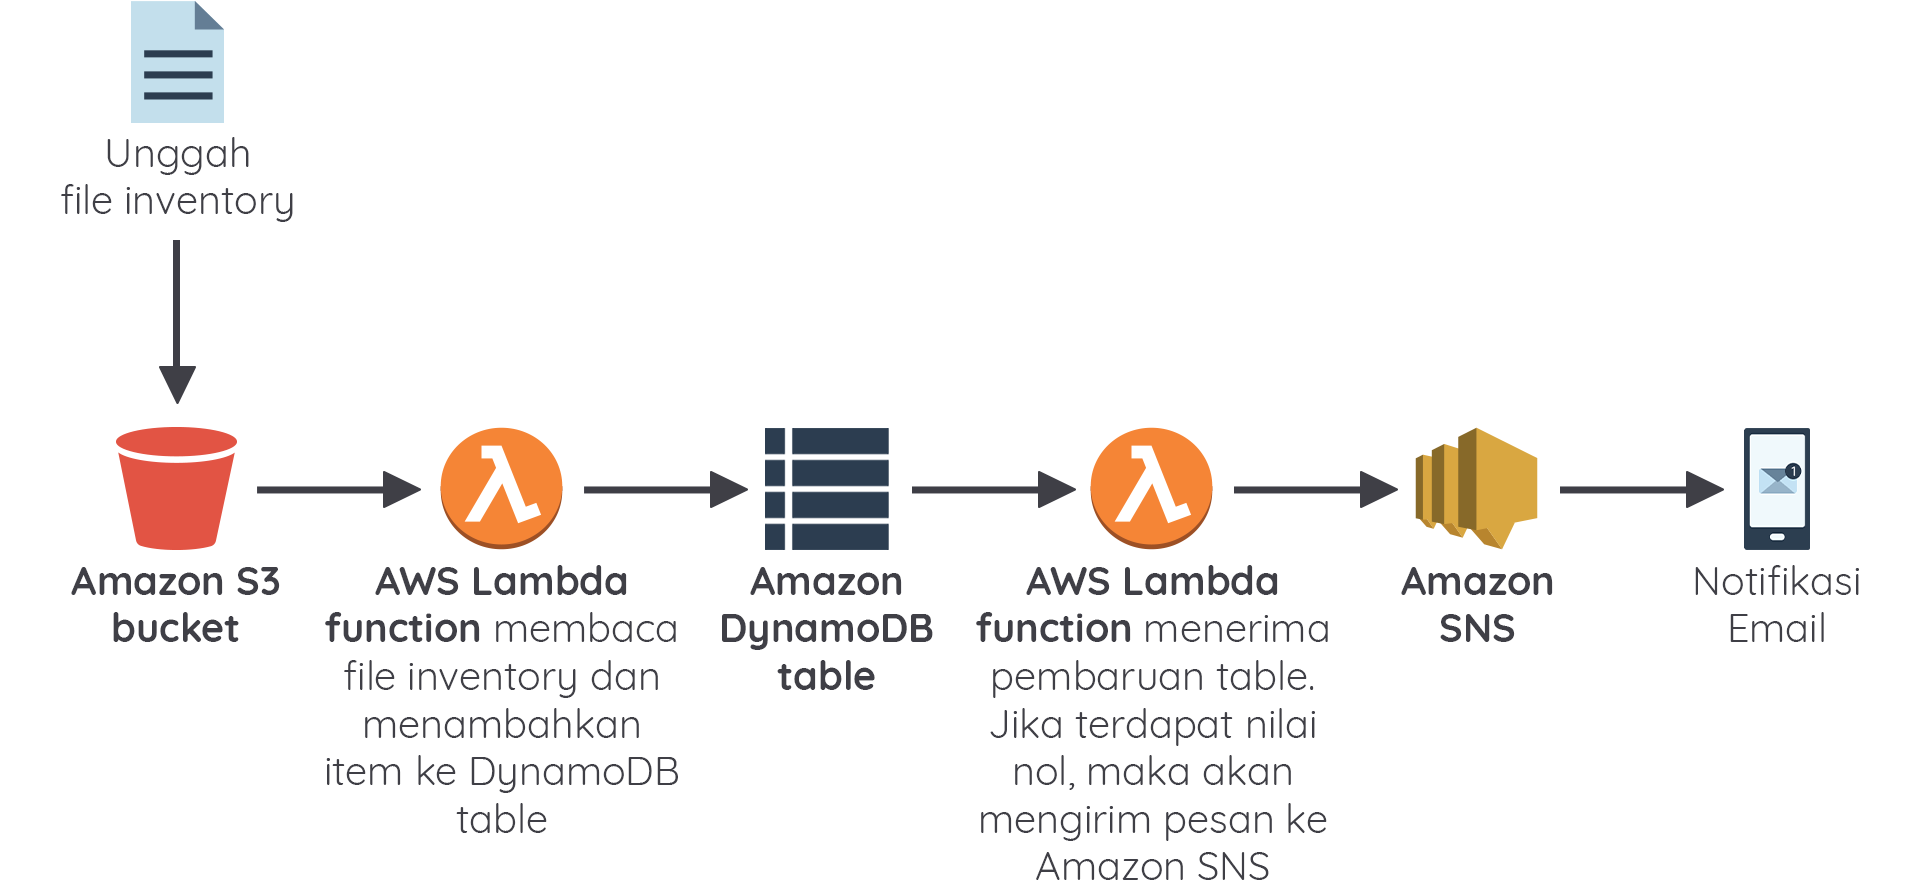 Unggah
file inventory
Amazon S3
bucket
AWS Lambda
function membaca
file inventory dan
menambahkan
item ke DynamoDB
table
Amazon
DynamoDB
table
AWS Lambda
function menerima
pembaruan table.
Jika terdapat nilai
nol, maka akan
mengirim pesan ke
Amazon SNS
Amazon
SNS
1
Notifikasi
Email